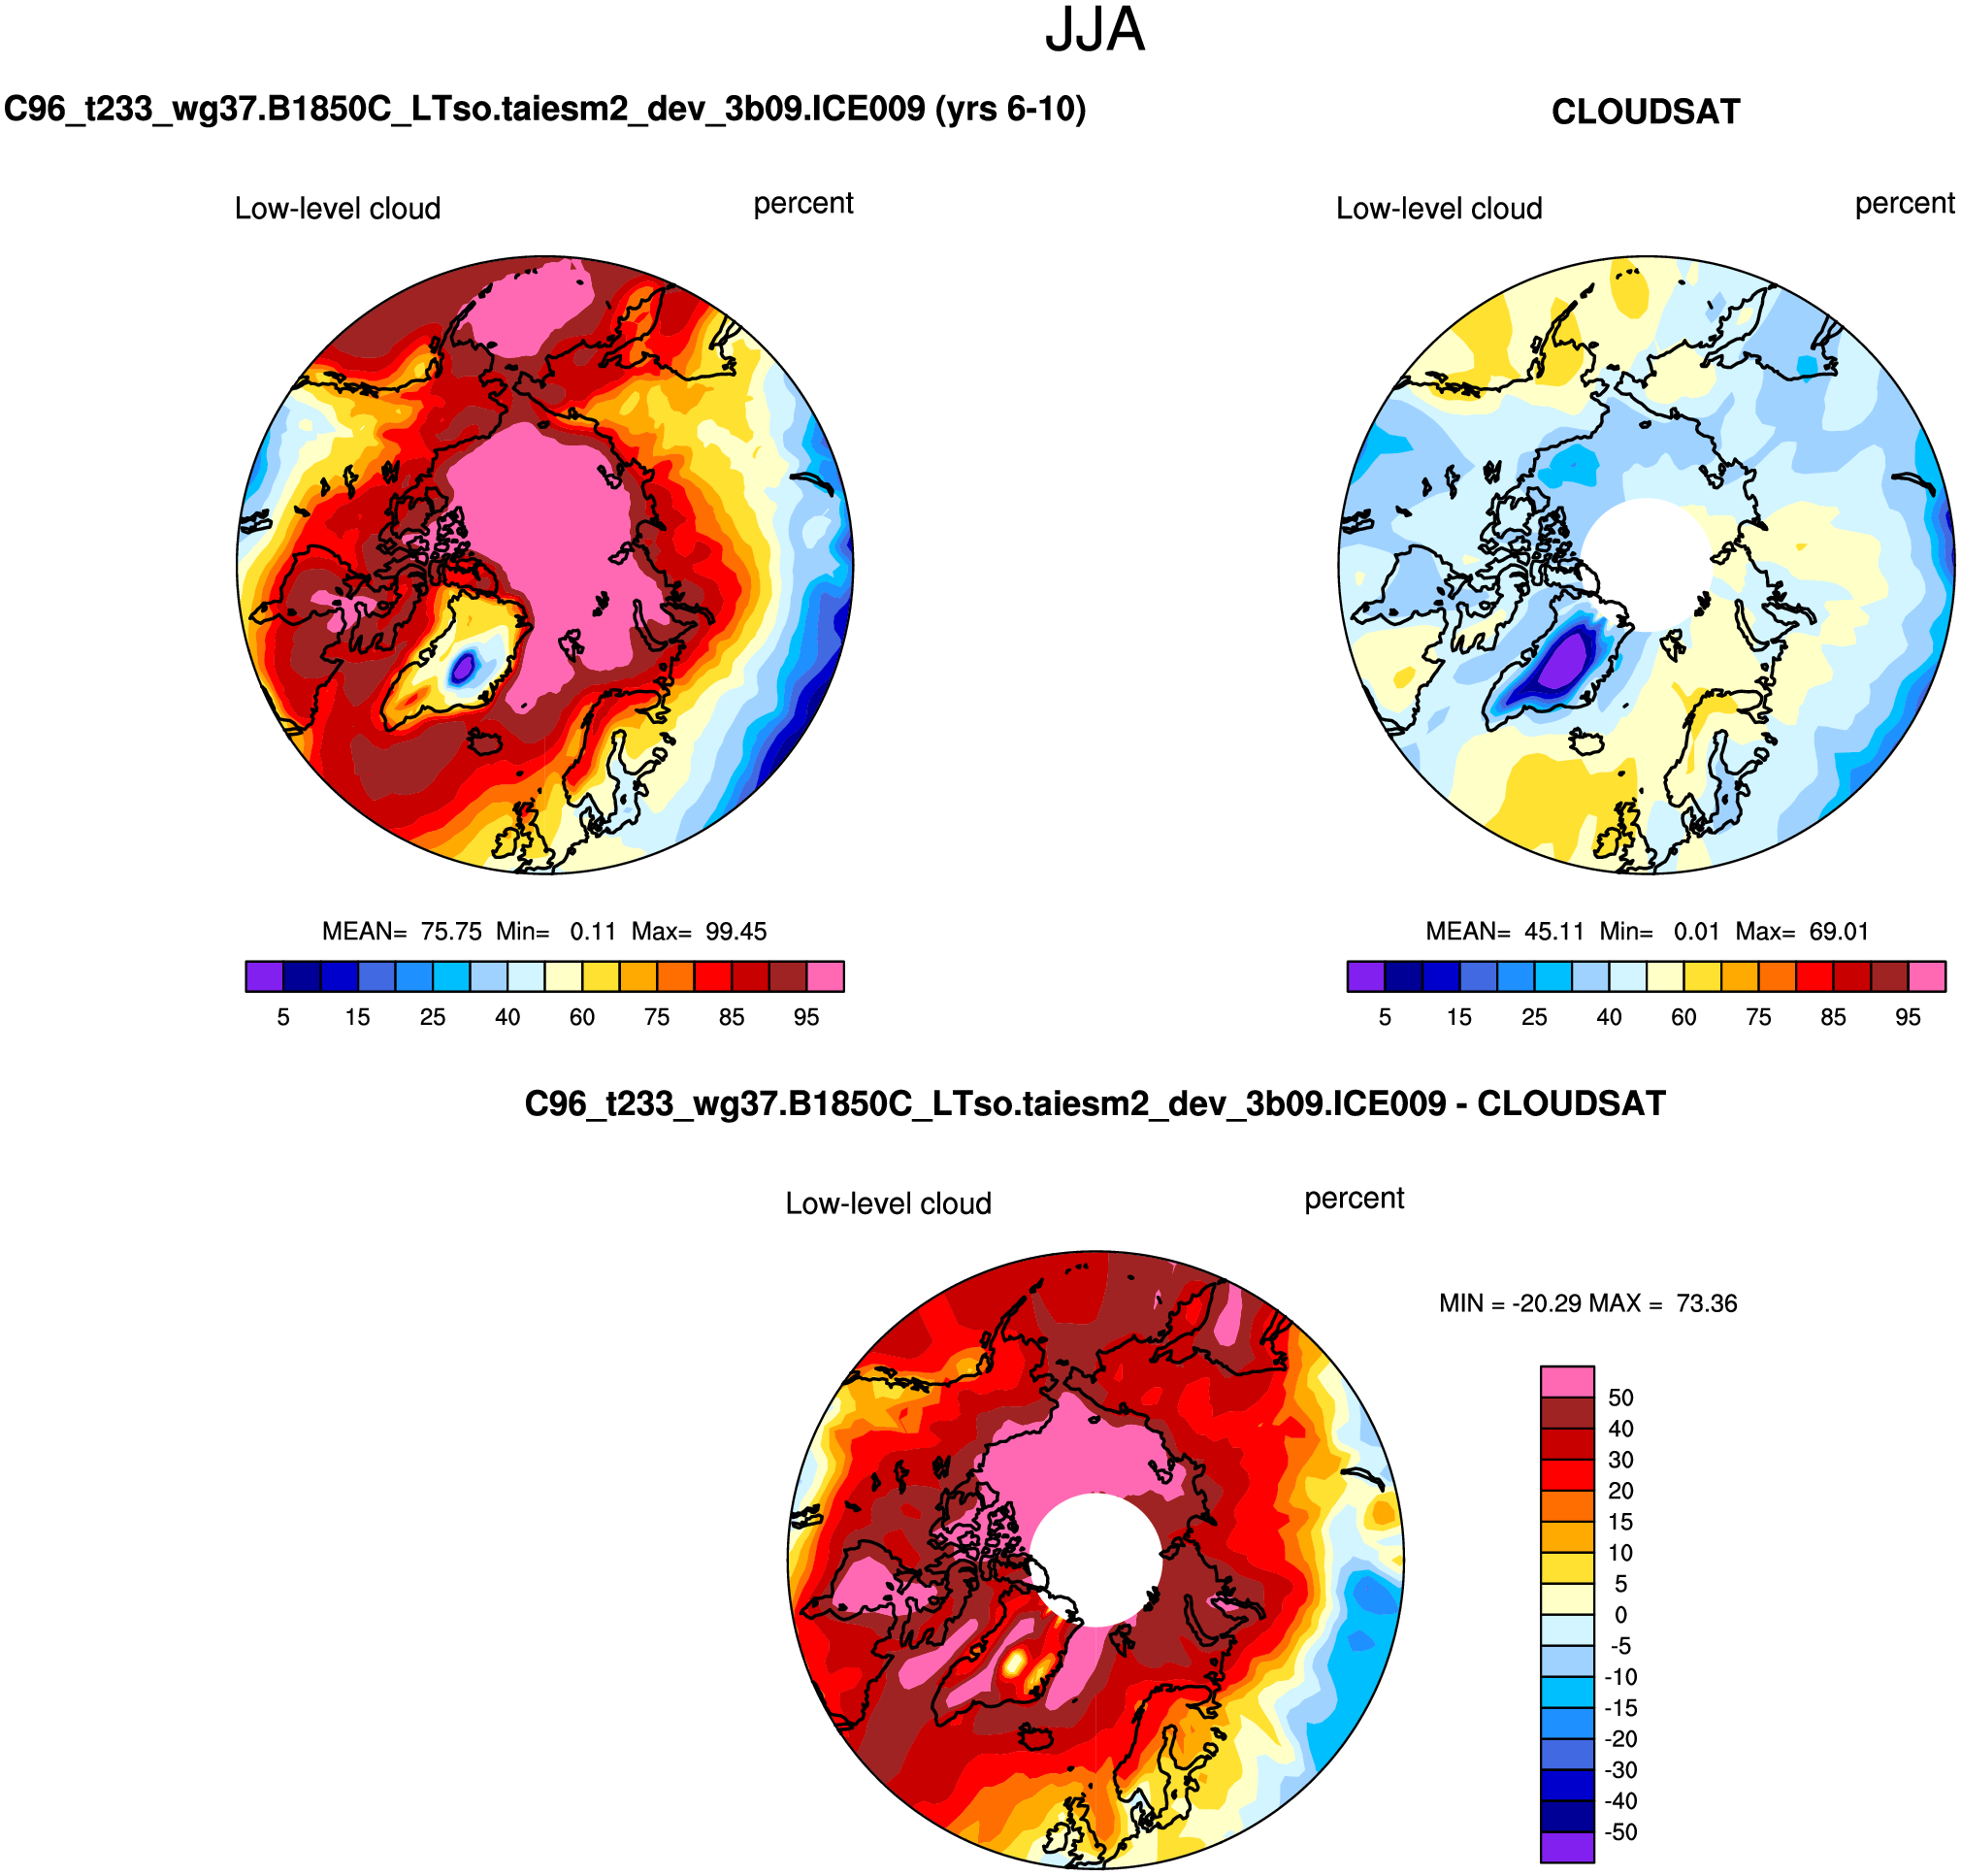 JJA
C96_t233_wg37.B1850C_LTso.taiesm2_dev_3b09.ICE009 (yrs 6-10)
CLOUDSAT
Low-level cloud percent
Low-level cloud percent
MEAN= 75.75 Min= 0.11 Max= 99.45
MEAN= 45.11 Min= 0.01 Max= 69.01
5 15 25 40 60 75 85 95
5 15 25 40 60 75 85 95
C96_t233_wg37.B1850C_LTso.taiesm2_dev_3b09.ICE009 - CLOUDSAT
Low-level cloud percent
MIN = -20.29 MAX = 73.36
50
40
30
20
15
10
5
0
-5
-10
-15
-20
-30
-40
-50